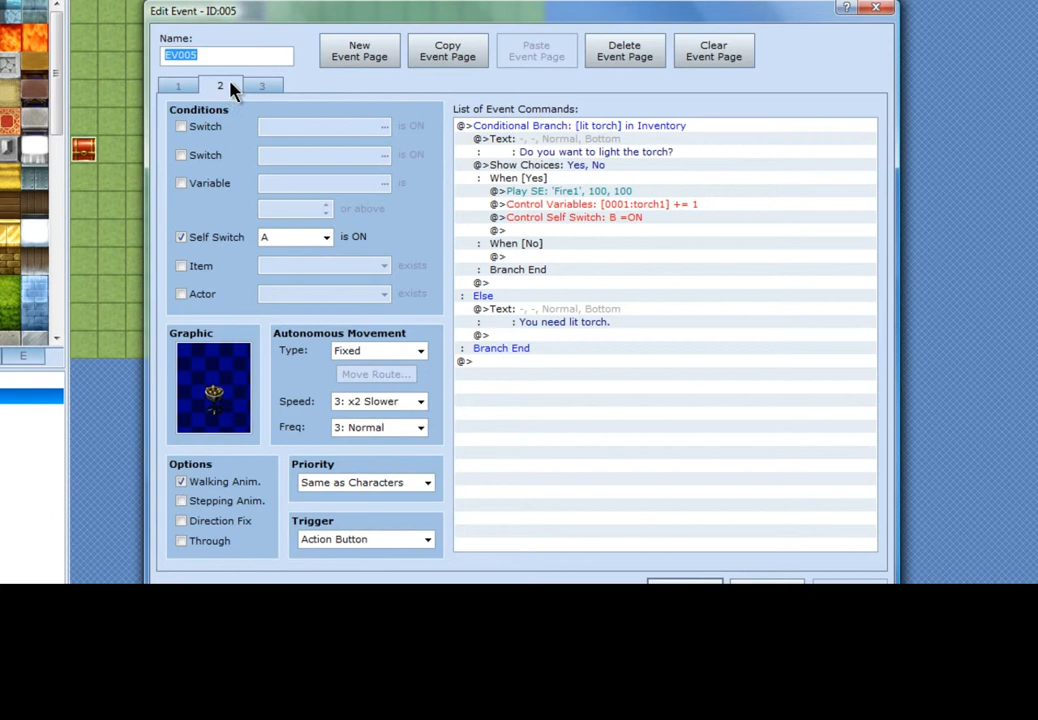 Edit Event - ID:005
Name:
EV005
New Event Page
Copy Event Page
Paste Event Page
Delete Event Page
Clear Event Page
1 2 3
Conditions
Switch ... is ON
Switch ... is ON
Variable ... is
or above
Self Switch A is ON
Item exists
Actor exists
Graphic
Autonomous Movement
Type: Fixed
Move Route...
Speed: 3: x2 Slower
Freq: 3: Normal
Options
Walking Anim.
Stepping Anim.
Direction Fix
Through
Priority
Same as Characters
Trigger
Action Button
List of Event Commands:
@>Conditional Branch: [lit torch] in Inventory
@>Text: -, -, Normal, Bottom
: : Do you want to light the torch?
@>Show Choices: Yes, No
: When [Yes]
@>Play SE: 'Fire1', 100, 100
@>Control Variables: [0001:torch1] += 1
@>Control Self Switch: B =ON
@>
: When [No]
@>
: Branch End
@>
: Else
@>Text: -, -, Normal, Bottom
: : You need lit torch.
@>
: Branch End
@>
E